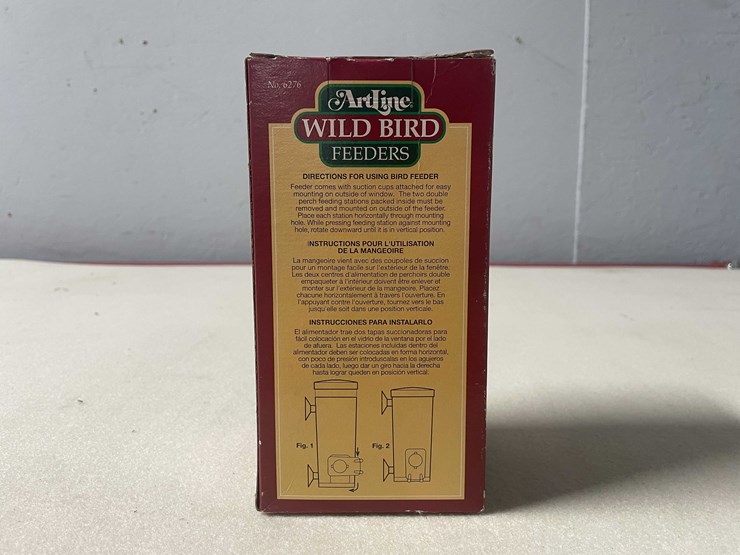 No. 6276
ArtLine
WILD BIRD
FEEDERS
DIRECTIONS FOR USING BIRD FEEDER
Feeder comes with suction cups attached for easy
mounting on outside of window. The two double
perch feeding stations packed inside must be
removed and mounted on outside of the feeder.
Place each station horizontally through mounting
hole. While pressing feeding station against mounting
hole, rotate downward until it is in vertical position.
INSTRUCTIONS POUR L'UTILISATION
DE LA MANGEOIRE
La mangeoire vient avec des coupoles de succion
pour un montage facile sur l'extérieur de la fenêtre.
Les deux centres d'alimentation de perchoirs double
empaqueter à l'intérieur doivent être enlever et
monter sur l'extérieur de la mangeoire. Placez
chacune horizontalement à travers l'ouverture. En
l'appuyant contre l'ouverture, tournez vers le bas
jusqu'elle soit dans une position verticale.
INSTRUCCIONES PARA INSTALARLO
El alimentador trae dos tapas succionadoras para
fácil colocación en el vidrio de la ventana por el lado
de afuera. Las estaciones incluidas dentro del
alimentador deben ser colocadas en forma horizontal,
con poco de presión introduscalas en los agujeros
de cada lado, luego dar un giro hacia la derecha
hasta lograr queden en posición vertical.
Fig. 1
Fig. 2